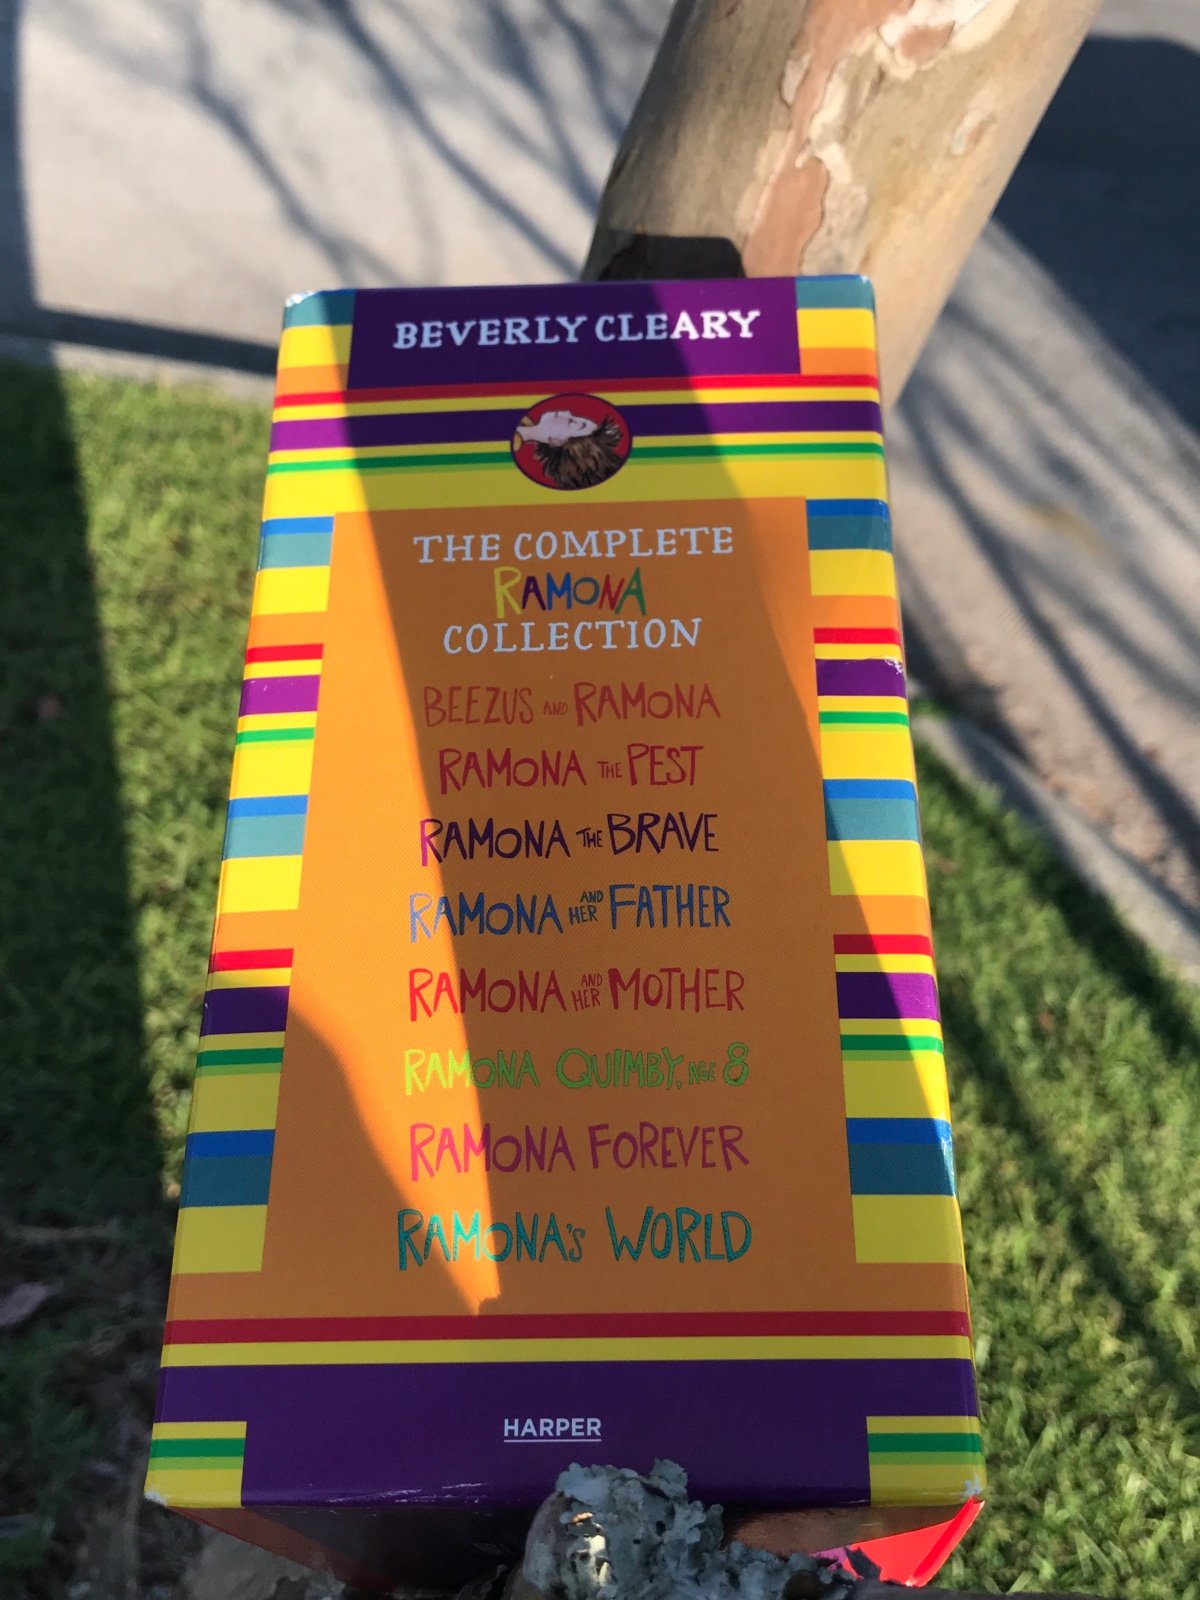 BEVERLY CLEARY
THE COMPLETE
RAMONA
COLLECTION
BEEZUS AND RAMONA
RAMONA THE PEST
RAMONA THE BRAVE
RAMONA AND HER FATHER
RAMONA AND HER MOTHER
RAMONA QUIMBY, AGE 8
RAMONA FOREVER
RAMONA'S WORLD
HARPER